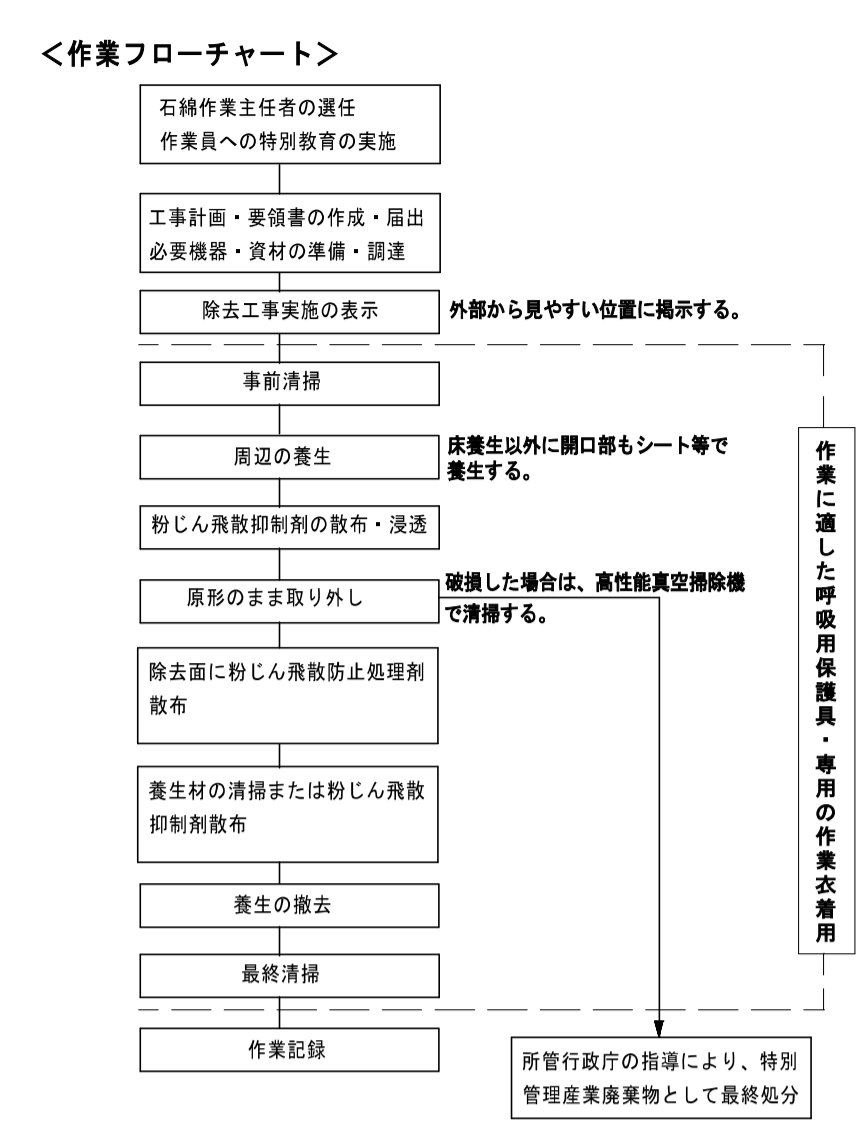 ＜作業フローチャート＞
石綿作業主任者の選任
作業員への特別教育の実施
工事計画・要領書の作成・届出
必要機器・資材の準備・調達
除去工事実施の表示
外部から見やすい位置に掲示する。
事前清掃
周辺の養生
床養生以外に開口部もシート等で
養生する。
粉じん飛散抑制剤の散布・浸透
原形のまま取り外し
破損した場合は、高性能真空掃除機
で清掃する。
除去面に粉じん飛散防止処理剤
散布
養生材の清掃または粉じん飛散
抑制剤散布
養生の撤去
最終清掃
作業に適した呼吸用保護具・専用の作業衣着用
作業記録
所管行政庁の指導により、特別
管理産業廃棄物として最終処分